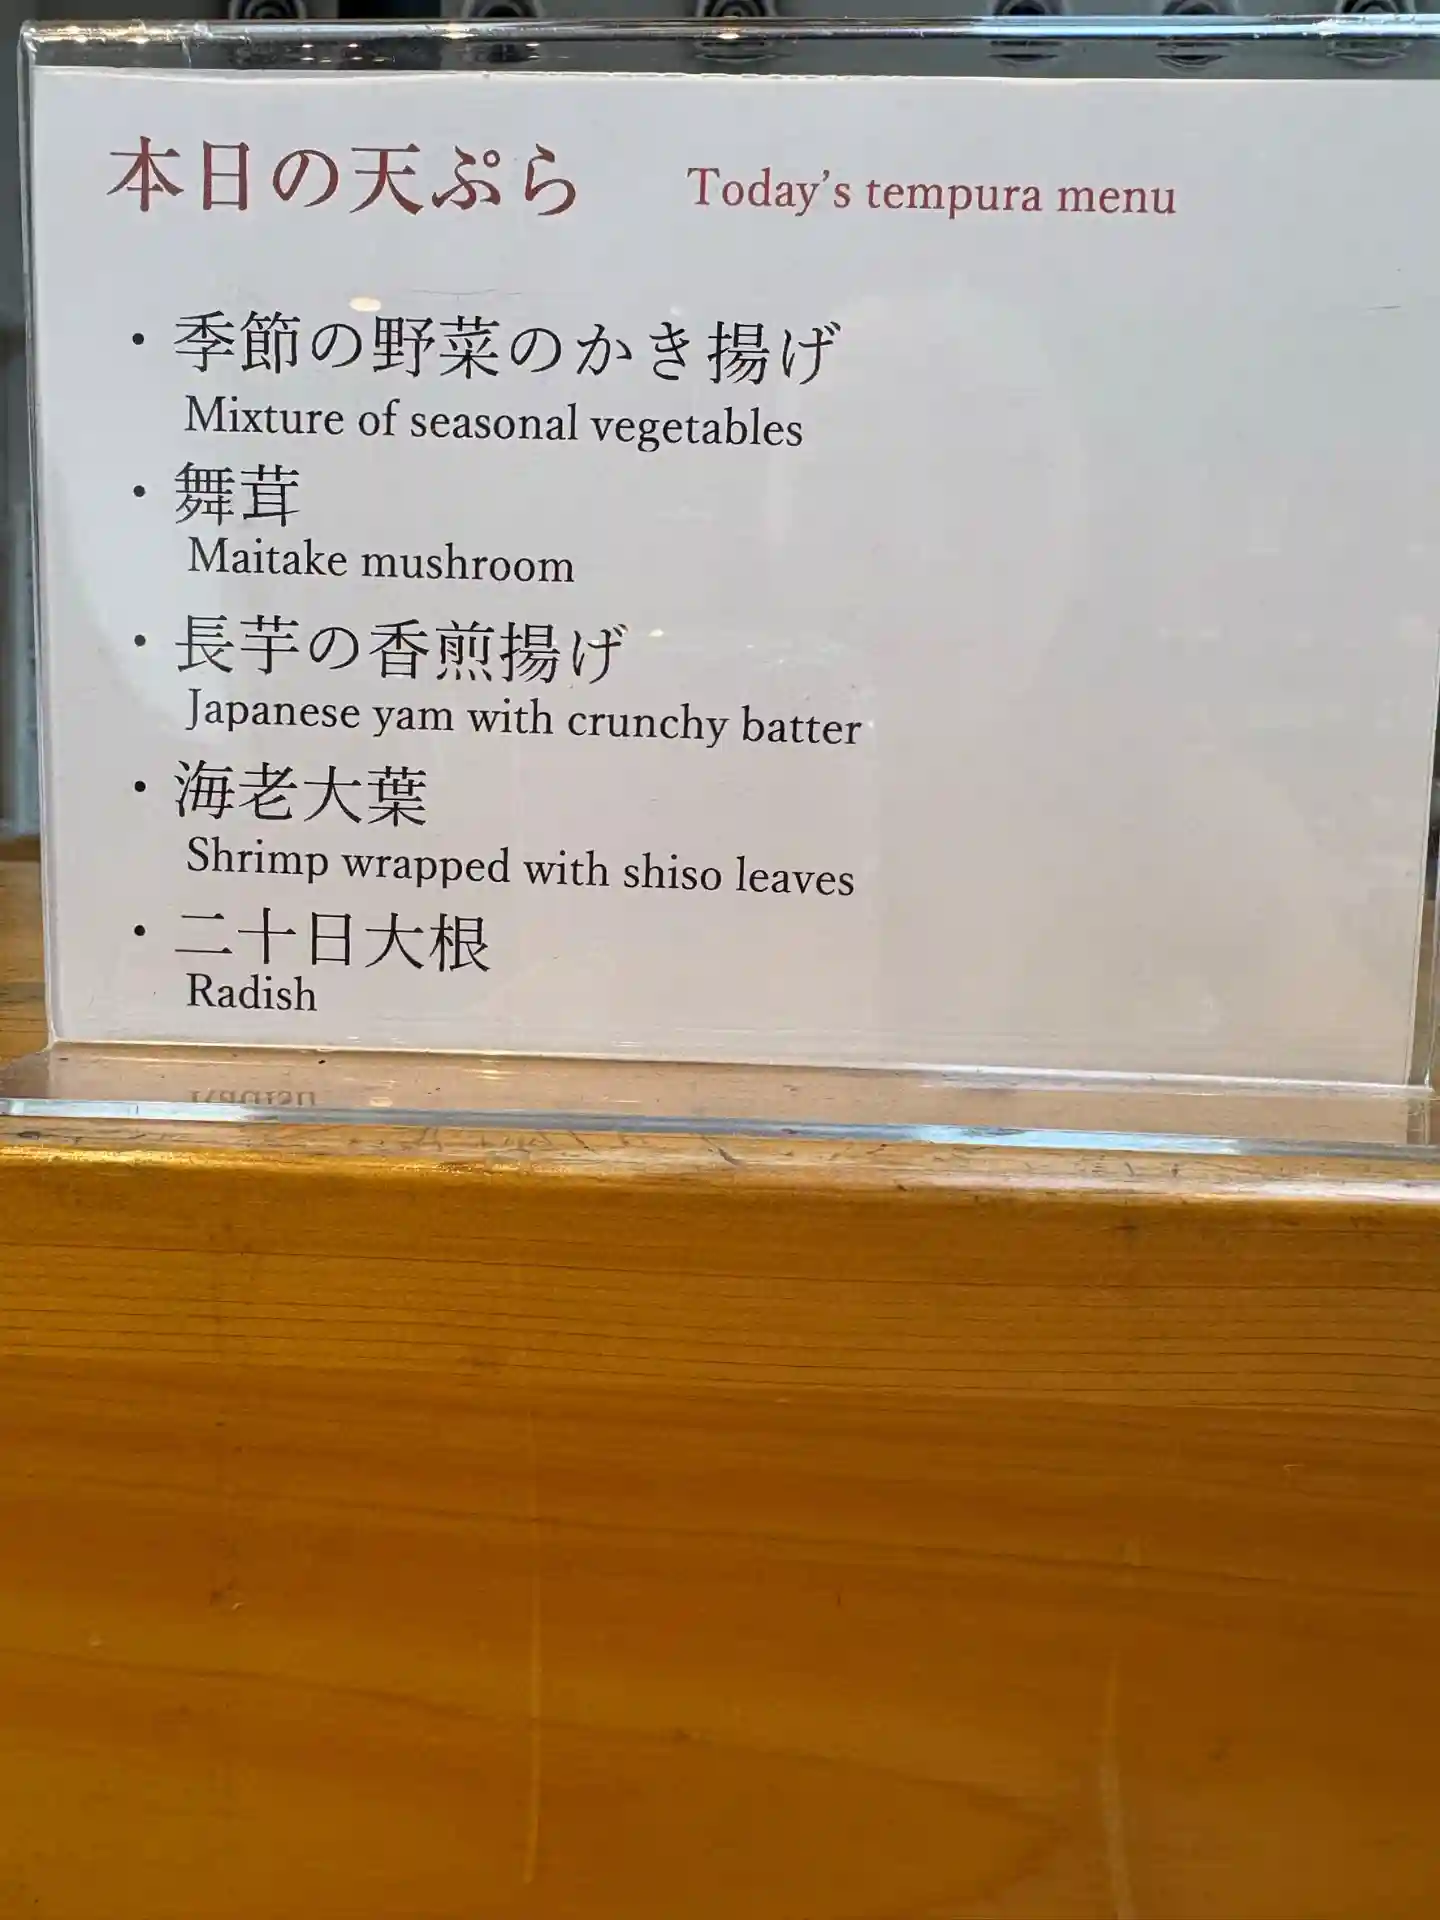 本日の天ぷら Today's tempura menu
・季節の野菜のかき揚げ
Mixture of seasonal vegetables
・舞茸
Maitake mushroom
・長芋の香煎揚げ
Japanese yam with crunchy batter
・海老大葉
Shrimp wrapped with shiso leaves
・二十日大根
Radish